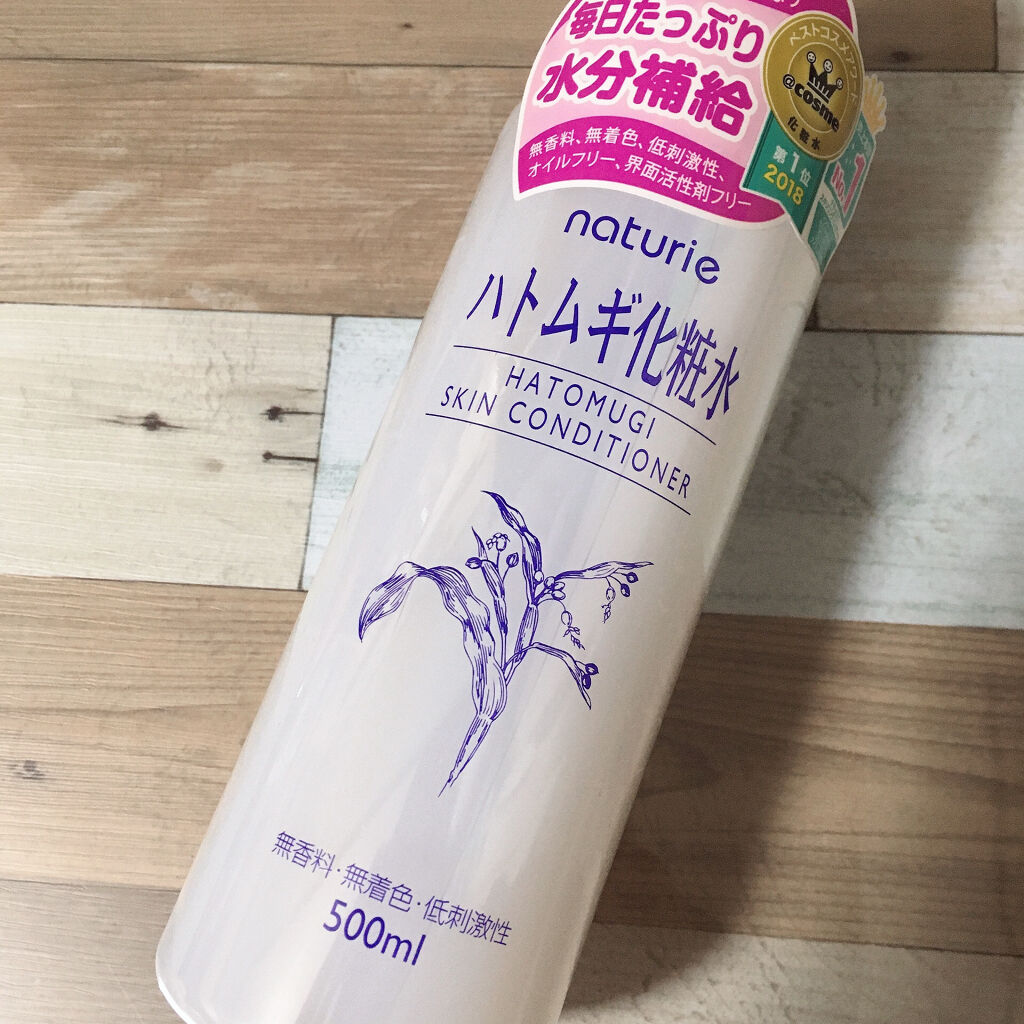 毎日たっぷり
水分補給
無香料、無着色、低刺激性、
オイルフリー、界面活性剤フリー
ベストコスメアワード
@cosme
化粧水
第1位
2018
No.1
naturie
ハトムギ化粧水
HATOMUGI
SKIN CONDITIONER
無香料・無着色・低刺激性
500ml